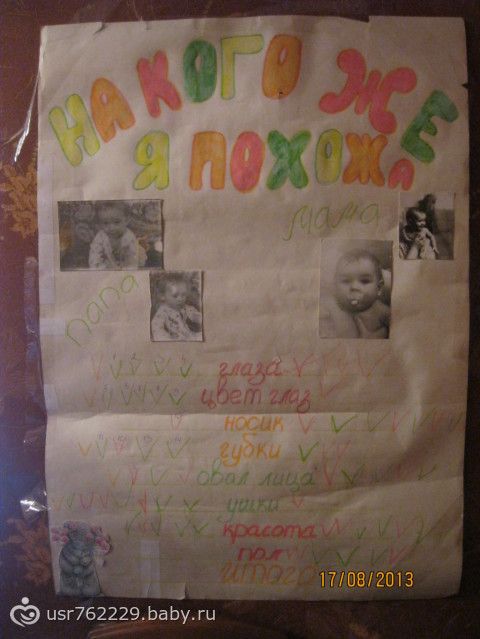 НА КОГО ЖЕ
Я ПОХОЖА
мама
папа
глаза
цвет глаз
носик
губки
овал лица
ушки
красота
пол
ИТОГО
17/08/2013
usr762229.baby.ru